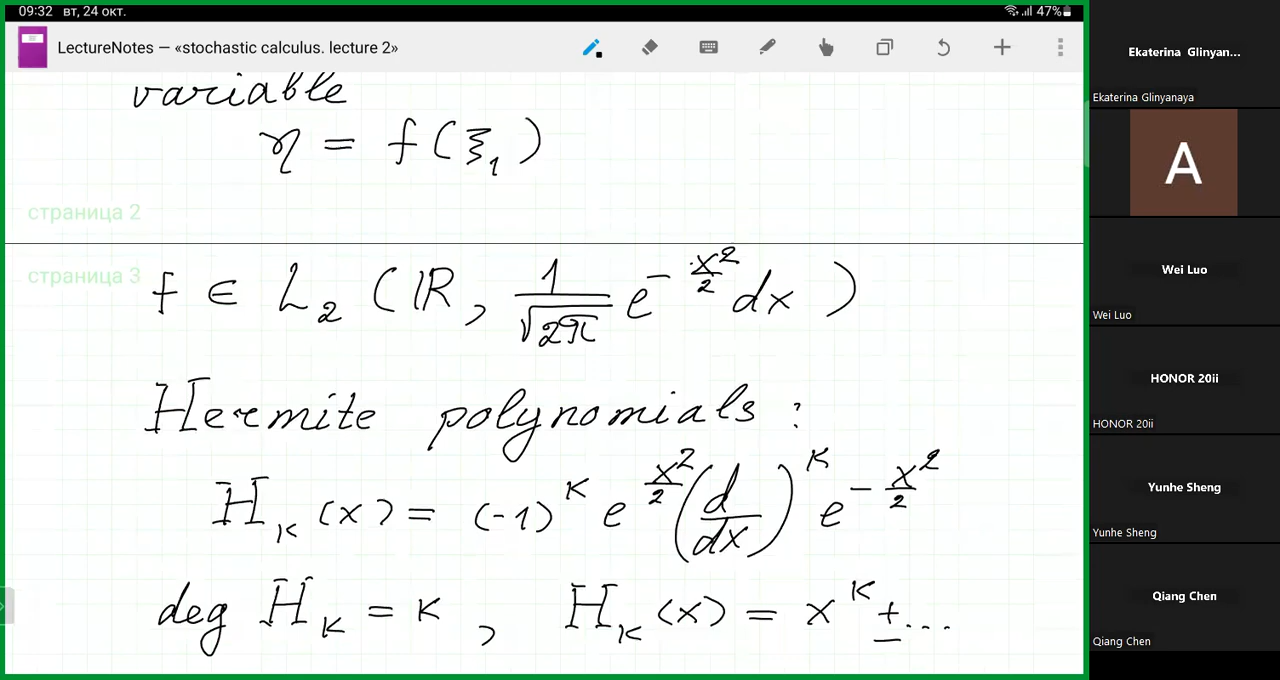 09:32 вт, 24 окт.
47%
LectureNotes — «stochastic calculus. lecture 2»
variable
η = f(ξ₁)
страница 2
страница 3
f ∈ L₂(ℝ, 1/√(2π) e^(-x²/2) dx)
Hermite polynomials:
H_k(x) = (-1)^k e^(x²/2) (d/dx)^k e^(-x²/2)
deg H_k = k, H_k(x) = x^k ± ...
Ekaterina Glinyan...
Ekaterina Glinyanaya
A
Wei Luo
Wei Luo
HONOR 20ii
HONOR 20ii
Yunhe Sheng
Yunhe Sheng
Qiang Chen
Qiang Chen